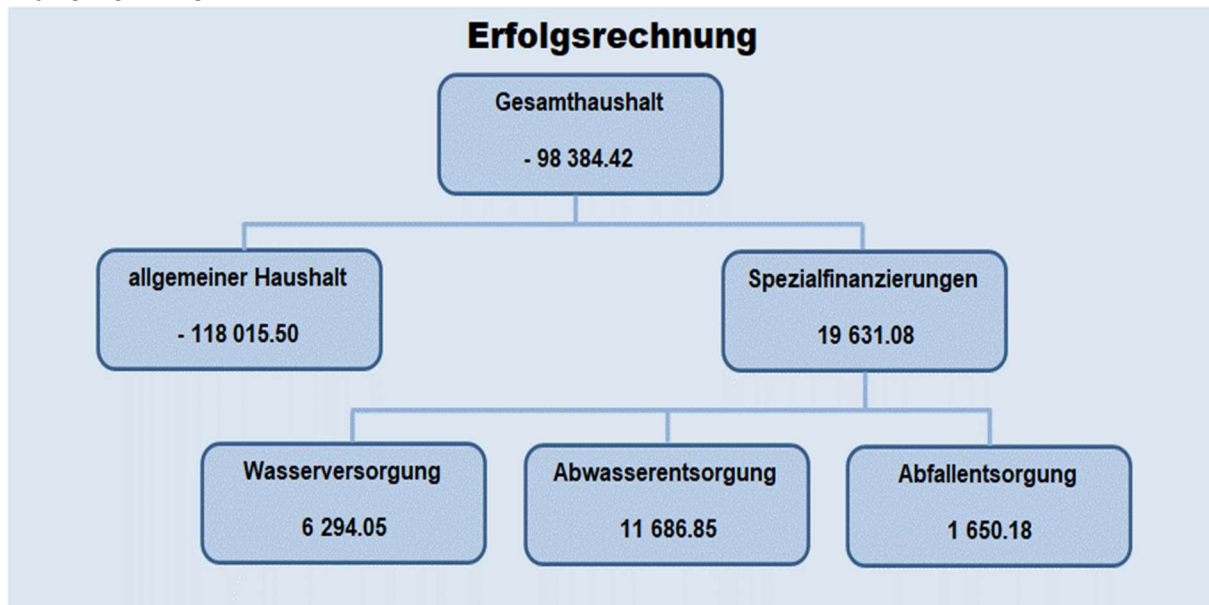 Erfolgsrechnung
Gesamthaushalt
- 98 384.42
allgemeiner Haushalt
- 118 015.50
Spezialfinanzierungen
19 631.08
Wasserversorgung
6 294.05
Abwasserentsorgung
11 686.85
Abfallentsorgung
1 650.18